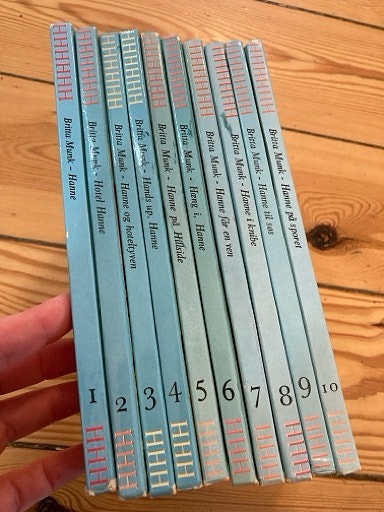 Britta Munk - Hanne 1
Britta Munk - Hotel Hanne 2
Britta Munk - Hanne og hoteltyven 3
Britta Munk - Hands up, Hanne 4
Britta Munk - Hanne på Hillside 5
Britta Munk - Hæng i, Hanne 6
Britta Munk - Hanne får en ven 7
Britta Munk - Hanne i knibe 8
Britta Munk - Hanne til søs 9
Britta Munk - Hanne på sporet 10